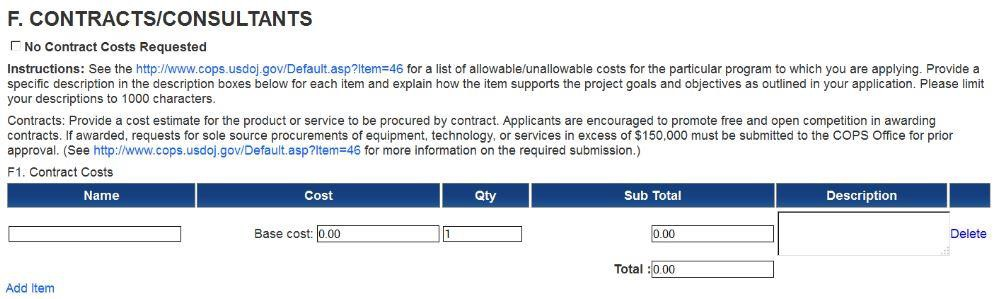 F. CONTRACTS/CONSULTANTS
No Contract Costs Requested
Instructions: See the http://www.cops.usdoj.gov/Default.asp?Item=46 for a list of allowable/unallowable costs for the particular program to which you are applying. Provide a
specific description in the description boxes below for each item and explain how the item supports the project goals and objectives as outlined in your application. Please limit
your descriptions to 1000 characters.
Contracts: Provide a cost estimate for the product or service to be procured by contract. Applicants are encouraged to promote free and open competition in awarding
contracts. If awarded, requests for sole source procurements of equipment, technology, or services in excess of $150,000 must be submitted to the COPS Office for prior
approval. (See http://www.cops.usdoj.gov/Default.asp?Item=46 for more information on the required submission.)
F1. Contract Costs
Name Cost Qty Sub Total Description
Base cost: 0.00 1 0.00 Delete
Total : 0.00
Add Item